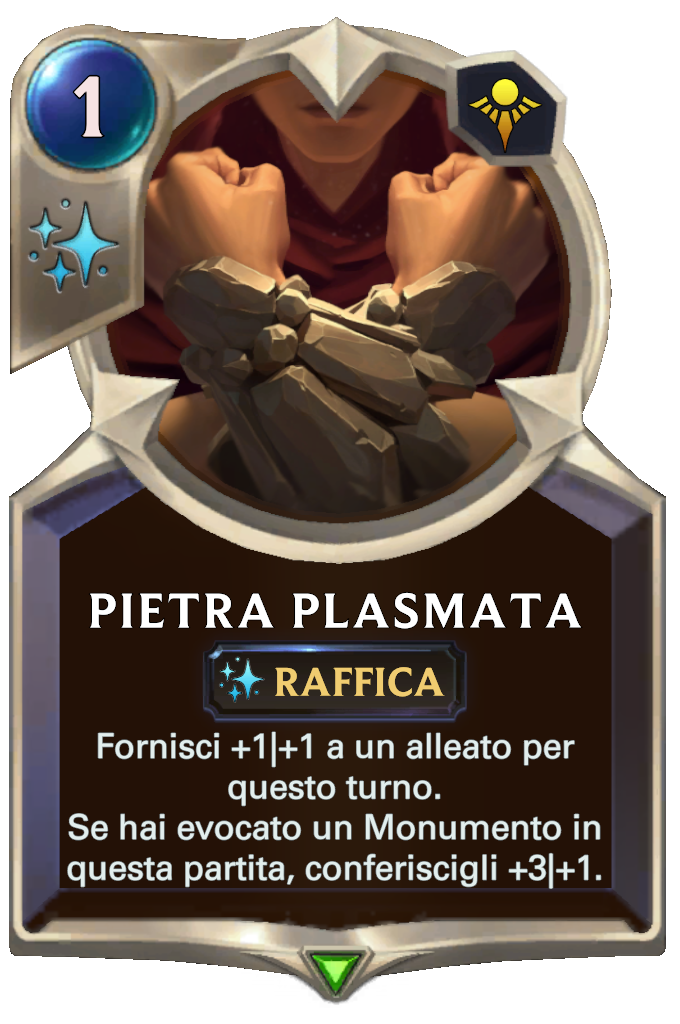 1
PIETRA PLASMATA
RAFFICA
Fornisci +1|+1 a un alleato per
questo turno.
Se hai evocato un Monumento in
questa partita, conferiscigli +3|+1.